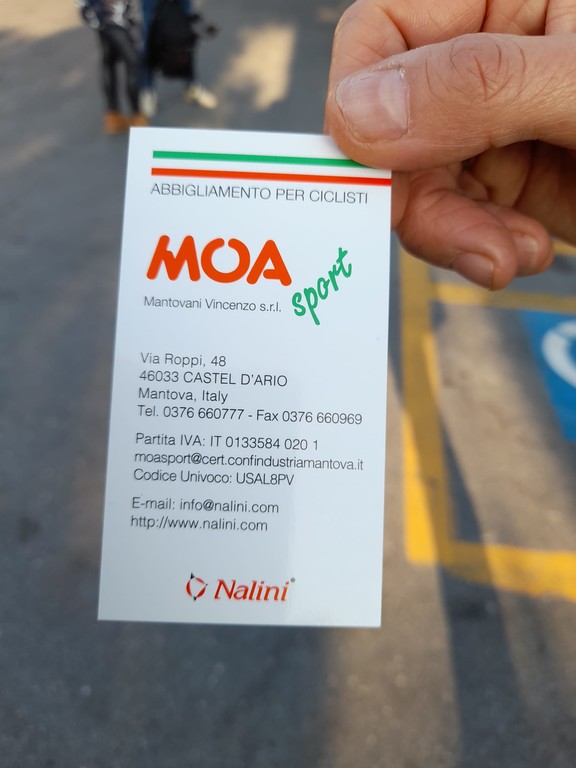 ABBIGLIAMENTO PER CICLISTI
MOA sport
Mantovani Vincenzo s.r.l.
Via Roppi, 48
46033 CASTEL D'ARIO
Mantova, Italy
Tel. 0376 660777 - Fax 0376 660969
Partita IVA: IT 0133584 020 1
moasport@cert.confindustriamantova.it
Codice Univoco: USAL8PV
E-mail: info@nalini.com
http://www.nalini.com
Nalini®